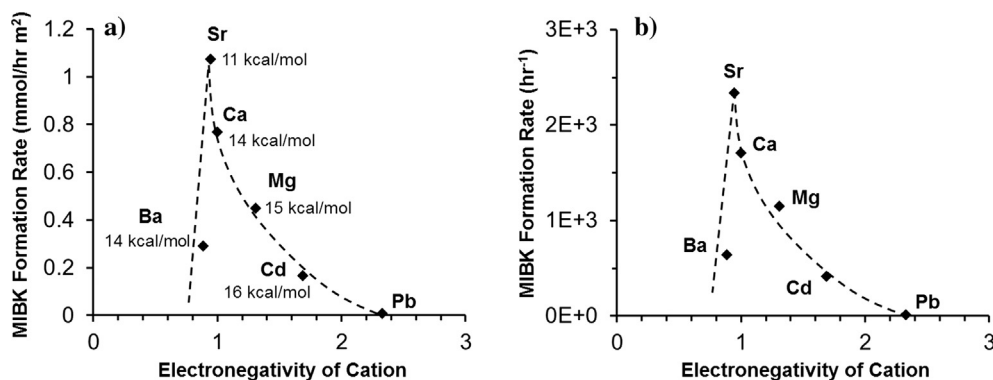 a)
MIBK Formation Rate (mmol/hr m²)
1.2
1
0.8
0.6
0.4
0.2
0
Sr
11 kcal/mol
Ca
14 kcal/mol
Mg
15 kcal/mol
Ba
14 kcal/mol
Cd
16 kcal/mol
Pb
0 1 2 3
Electronegativity of Cation
b)
MIBK Formation Rate (hr⁻¹)
3E+3
2E+3
1E+3
0E+0
Sr
Ca
Mg
Ba
Cd
Pb
0 1 2 3
Electronegativity of Cation